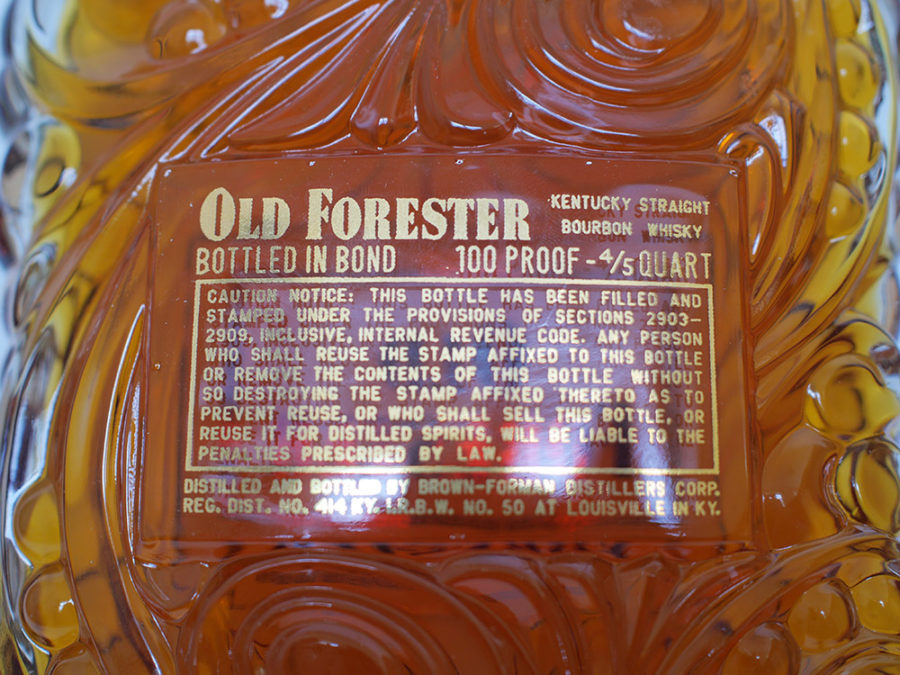 OLD FORESTER KENTUCKY STRAIGHT
BOURBON WHISKY
BOTTLED IN BOND 100 PROOF - 4/5 QUART
CAUTION NOTICE: THIS BOTTLE HAS BEEN FILLED AND
STAMPED UNDER THE PROVISIONS OF SECTIONS 2903-
2909, INCLUSIVE, INTERNAL REVENUE CODE. ANY PERSON
WHO SHALL REUSE THE STAMP AFFIXED TO THIS BOTTLE
OR REMOVE THE CONTENTS OF THIS BOTTLE WITHOUT
SO DESTROYING THE STAMP AFFIXED THERETO AS TO
PREVENT REUSE, OR WHO SHALL SELL THIS BOTTLE, OR
REUSE IT FOR DISTILLED SPIRITS, WILL BE LIABLE TO THE
PENALTIES PRESCRIBED BY LAW.
DISTILLED AND BOTTLED BY BROWN-FORMAN DISTILLERS CORP.
REG. DIST. NO. 414 KY. I.R.B.W. NO. 50 AT LOUISVILLE IN KY.